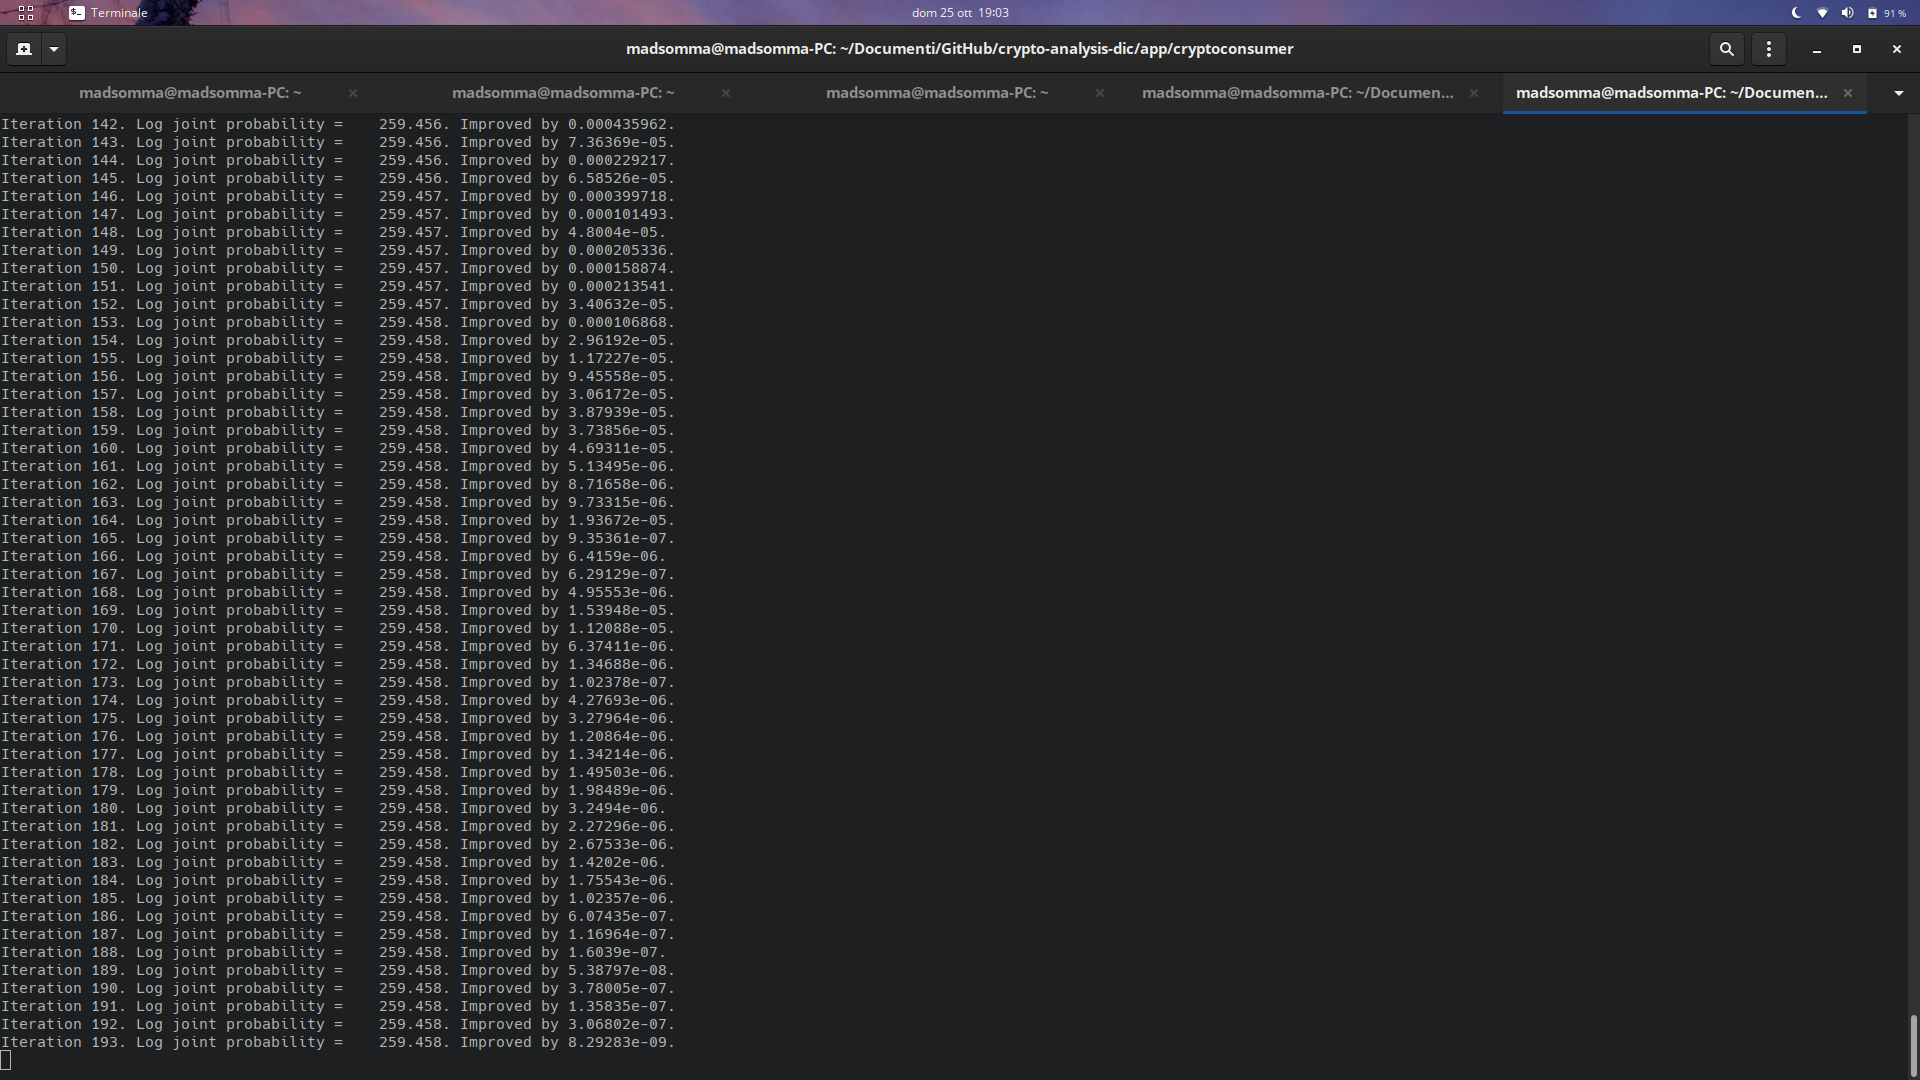 Terminale
dom 25 ott 19:03
91 %
madsomma@madsomma-PC: ~/Documenti/GitHub/crypto-analysis-dic/app/cryptoconsumer
madsomma@madsomma-PC: ~
madsomma@madsomma-PC: ~
madsomma@madsomma-PC: ~
madsomma@madsomma-PC: ~/Documen...
madsomma@madsomma-PC: ~/Documen...
Iteration 142. Log joint probability =    259.456. Improved by 0.000435962.
Iteration 143. Log joint probability =    259.456. Improved by 7.36369e-05.
Iteration 144. Log joint probability =    259.456. Improved by 0.000229217.
Iteration 145. Log joint probability =    259.456. Improved by 6.58526e-05.
Iteration 146. Log joint probability =    259.457. Improved by 0.000399718.
Iteration 147. Log joint probability =    259.457. Improved by 0.000101493.
Iteration 148. Log joint probability =    259.457. Improved by 4.8004e-05.
Iteration 149. Log joint probability =    259.457. Improved by 0.000205336.
Iteration 150. Log joint probability =    259.457. Improved by 0.000158874.
Iteration 151. Log joint probability =    259.457. Improved by 0.000213541.
Iteration 152. Log joint probability =    259.457. Improved by 3.40632e-05.
Iteration 153. Log joint probability =    259.458. Improved by 0.000106868.
Iteration 154. Log joint probability =    259.458. Improved by 2.96192e-05.
Iteration 155. Log joint probability =    259.458. Improved by 1.17227e-05.
Iteration 156. Log joint probability =    259.458. Improved by 9.45558e-05.
Iteration 157. Log joint probability =    259.458. Improved by 3.06172e-05.
Iteration 158. Log joint probability =    259.458. Improved by 3.87939e-05.
Iteration 159. Log joint probability =    259.458. Improved by 3.73856e-05.
Iteration 160. Log joint probability =    259.458. Improved by 4.69311e-05.
Iteration 161. Log joint probability =    259.458. Improved by 5.13495e-06.
Iteration 162. Log joint probability =    259.458. Improved by 8.71658e-06.
Iteration 163. Log joint probability =    259.458. Improved by 9.73315e-06.
Iteration 164. Log joint probability =    259.458. Improved by 1.93672e-05.
Iteration 165. Log joint probability =    259.458. Improved by 9.35361e-07.
Iteration 166. Log joint probability =    259.458. Improved by 6.4159e-06.
Iteration 167. Log joint probability =    259.458. Improved by 6.29129e-07.
Iteration 168. Log joint probability =    259.458. Improved by 4.95553e-06.
Iteration 169. Log joint probability =    259.458. Improved by 1.53948e-05.
Iteration 170. Log joint probability =    259.458. Improved by 1.12088e-05.
Iteration 171. Log joint probability =    259.458. Improved by 6.37411e-06.
Iteration 172. Log joint probability =    259.458. Improved by 1.34688e-06.
Iteration 173. Log joint probability =    259.458. Improved by 1.02378e-07.
Iteration 174. Log joint probability =    259.458. Improved by 4.27693e-06.
Iteration 175. Log joint probability =    259.458. Improved by 3.27964e-06.
Iteration 176. Log joint probability =    259.458. Improved by 1.20864e-06.
Iteration 177. Log joint probability =    259.458. Improved by 1.34214e-06.
Iteration 178. Log joint probability =    259.458. Improved by 1.49503e-06.
Iteration 179. Log joint probability =    259.458. Improved by 1.98489e-06.
Iteration 180. Log joint probability =    259.458. Improved by 3.2494e-06.
Iteration 181. Log joint probability =    259.458. Improved by 2.27296e-06.
Iteration 182. Log joint probability =    259.458. Improved by 2.67533e-06.
Iteration 183. Log joint probability =    259.458. Improved by 1.4202e-06.
Iteration 184. Log joint probability =    259.458. Improved by 1.75543e-06.
Iteration 185. Log joint probability =    259.458. Improved by 1.02357e-06.
Iteration 186. Log joint probability =    259.458. Improved by 6.07435e-07.
Iteration 187. Log joint probability =    259.458. Improved by 1.16964e-07.
Iteration 188. Log joint probability =    259.458. Improved by 1.6039e-07.
Iteration 189. Log joint probability =    259.458. Improved by 5.38797e-08.
Iteration 190. Log joint probability =    259.458. Improved by 3.78005e-07.
Iteration 191. Log joint probability =    259.458. Improved by 1.35835e-07.
Iteration 192. Log joint probability =    259.458. Improved by 3.06802e-07.
Iteration 193. Log joint probability =    259.458. Improved by 8.29283e-09.